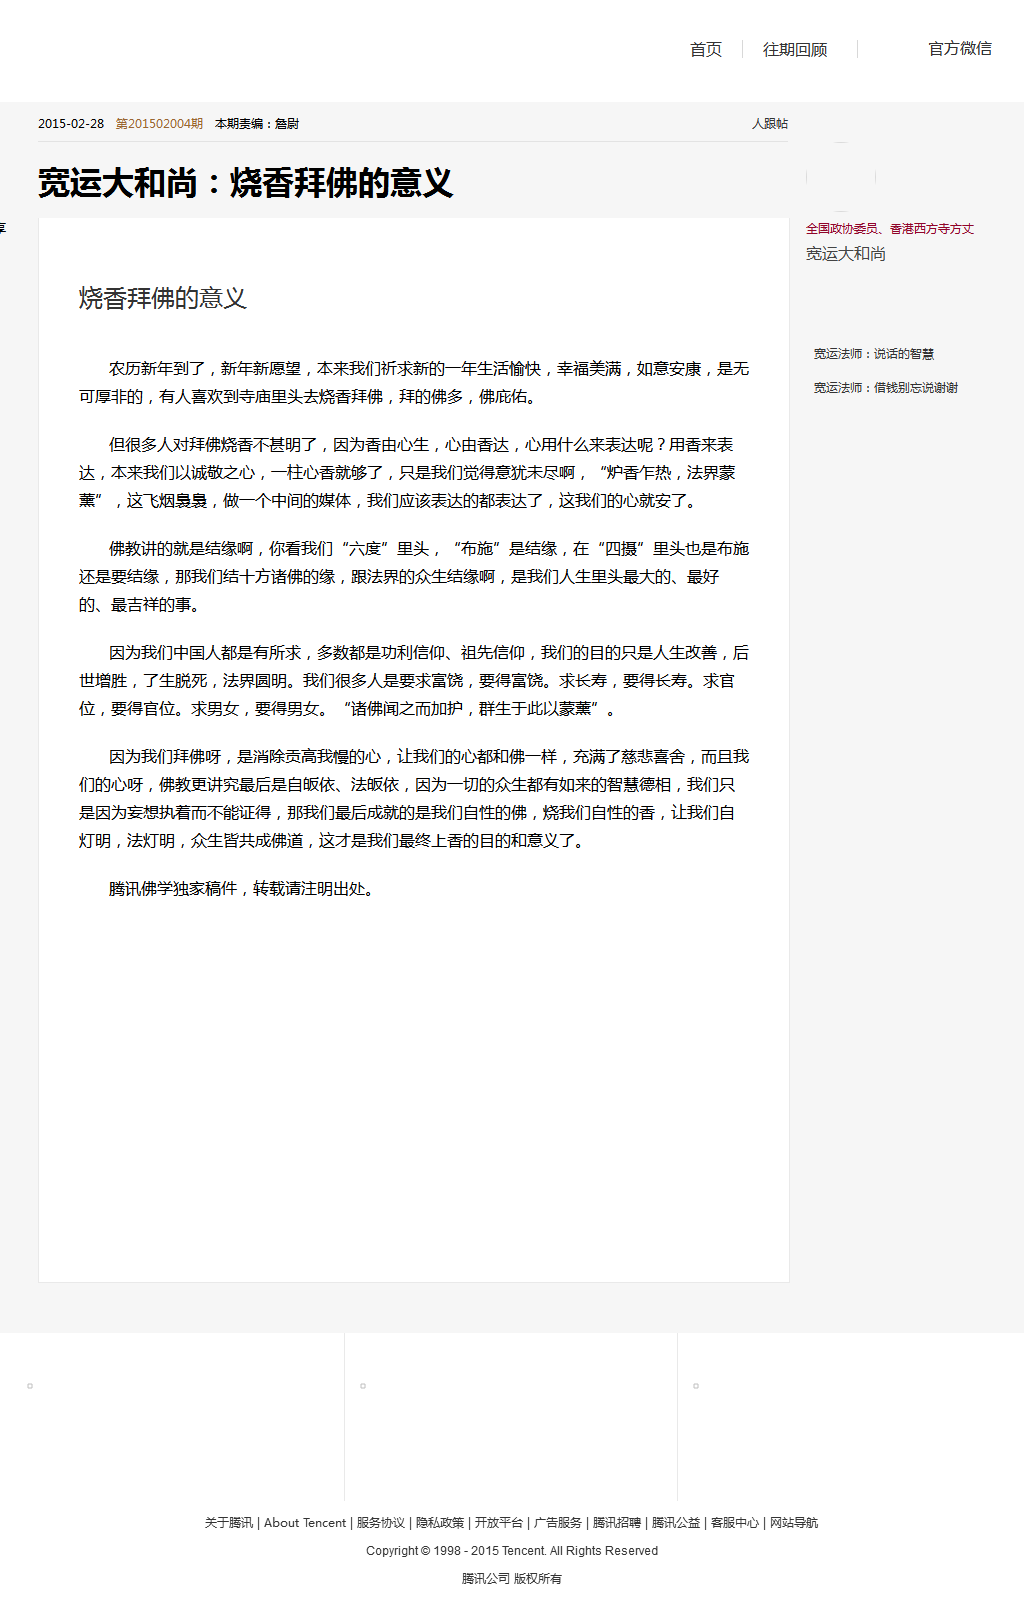 首页
往期回顾
官方微信
2015-02-28 第201502004期 本期责编：詹尉
人跟帖
宽运大和尚：烧香拜佛的意义
享
全国政协委员、香港西方寺方丈
宽运大和尚
烧香拜佛的意义
宽运法师：说话的智慧
宽运法师：借钱别忘说谢谢
农历新年到了，新年新愿望，本来我们祈求新的一年生活愉快，幸福美满，如意安康，是无
可厚非的，有人喜欢到寺庙里头去烧香拜佛，拜的佛多，佛庇佑。
但很多人对拜佛烧香不甚明了，因为香由心生，心由香达，心用什么来表达呢？用香来表
达，本来我们以诚敬之心，一柱心香就够了，只是我们觉得意犹未尽啊，“炉香乍热，法界蒙
薰”，这飞烟袅袅，做一个中间的媒体，我们应该表达的都表达了，这我们的心就安了。
佛教讲的就是结缘啊，你看我们“六度”里头，“布施”是结缘，在“四摄”里头也是布施
还是要结缘，那我们结十方诸佛的缘，跟法界的众生结缘啊，是我们人生里头最大的、最好
的、最吉祥的事。
因为我们中国人都是有所求，多数都是功利信仰、祖先信仰，我们的目的只是人生改善，后
世增胜，了生脱死，法界圆明。我们很多人是要求富饶，要得富饶。求长寿，要得长寿。求官
位，要得官位。求男女，要得男女。“诸佛闻之而加护，群生于此以蒙薰”。
因为我们拜佛呀，是消除贡高我慢的心，让我们的心都和佛一样，充满了慈悲喜舍，而且我
们的心呀，佛教更讲究最后是自皈依、法皈依，因为一切的众生都有如来的智慧德相，我们只
是因为妄想执着而不能证得，那我们最后成就的是我们自性的佛，烧我们自性的香，让我们自
灯明，法灯明，众生皆共成佛道，这才是我们最终上香的目的和意义了。
腾讯佛学独家稿件，转载请注明出处。
关于腾讯 | About Tencent | 服务协议 | 隐私政策 | 开放平台 | 广告服务 | 腾讯招聘 | 腾讯公益 | 客服中心 | 网站导航
Copyright © 1998 - 2015 Tencent. All Rights Reserved
腾讯公司 版权所有